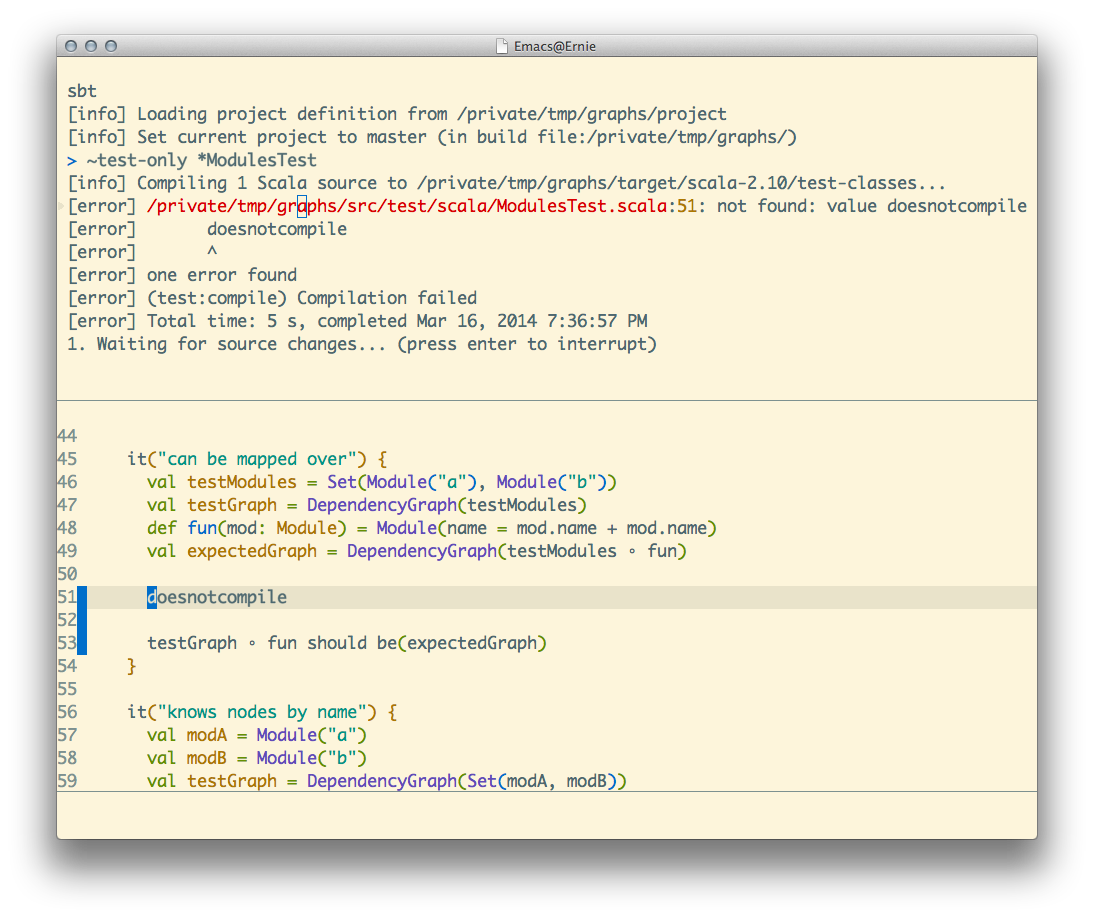 Emacs@Ernie
sbt
[info] Loading project definition from /private/tmp/graphs/project
[info] Set current project to master (in build file:/private/tmp/graphs/)
> ~test-only *ModulesTest
[info] Compiling 1 Scala source to /private/tmp/graphs/target/scala-2.10/test-classes...
[error] /private/tmp/graphs/src/test/scala/ModulesTest.scala:51: not found: value doesnotcompile
[error]       doesnotcompile
[error]       ^
[error] one error found
[error] (test:compile) Compilation failed
[error] Total time: 5 s, completed Mar 16, 2014 7:36:57 PM
1. Waiting for source changes... (press enter to interrupt)
44
45     it("can be mapped over") {
46       val testModules = Set(Module("a"), Module("b"))
47       val testGraph = DependencyGraph(testModules)
48       def fun(mod: Module) = Module(name = mod.name + mod.name)
49       val expectedGraph = DependencyGraph(testModules ∘ fun)
50
51       doesnotcompile
52
53       testGraph ∘ fun should be(expectedGraph)
54     }
55
56     it("knows nodes by name") {
57       val modA = Module("a")
58       val modB = Module("b")
59       val testGraph = DependencyGraph(Set(modA, modB))